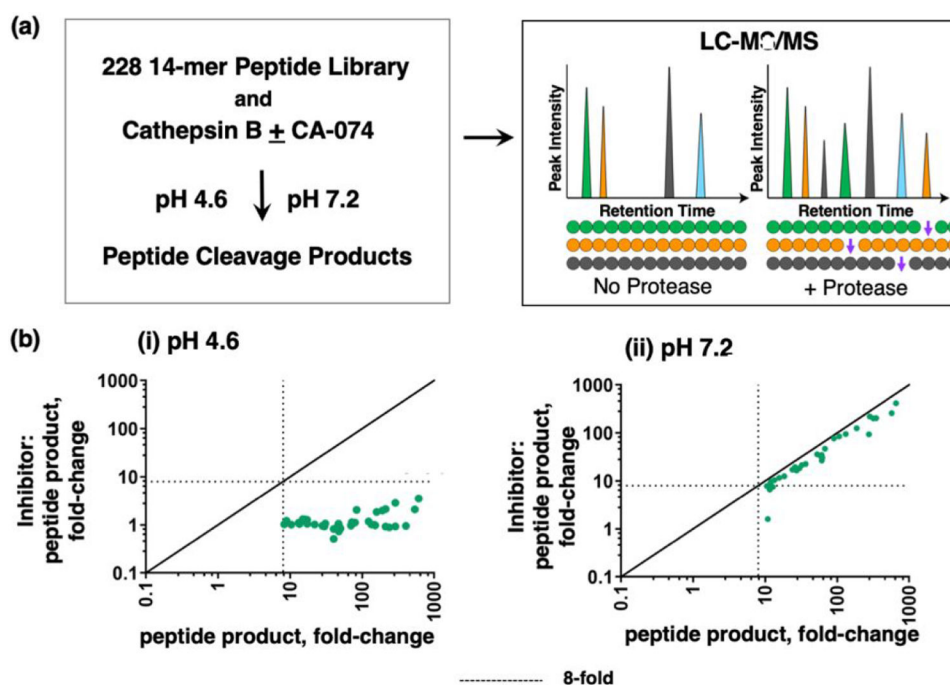 (a)
228 14-mer Peptide Library
and
Cathepsin B ± CA-074
pH 4.6 pH 7.2
Peptide Cleavage Products
LC-MS/MS
Peak Intensity
Retention Time
No Protease
Peak Intensity
Retention Time
+ Protease
(b)
(i) pH 4.6
Inhibitor:
peptide product,
fold-change
1000
100
10
1
0.1
0.1
1
10
100
1000
peptide product, fold-change
(ii) pH 7.2
Inhibitor:
peptide product,
fold-change
1000
100
10
1
0.1
0.1
1
10
100
1000
peptide product, fold-change
8-fold